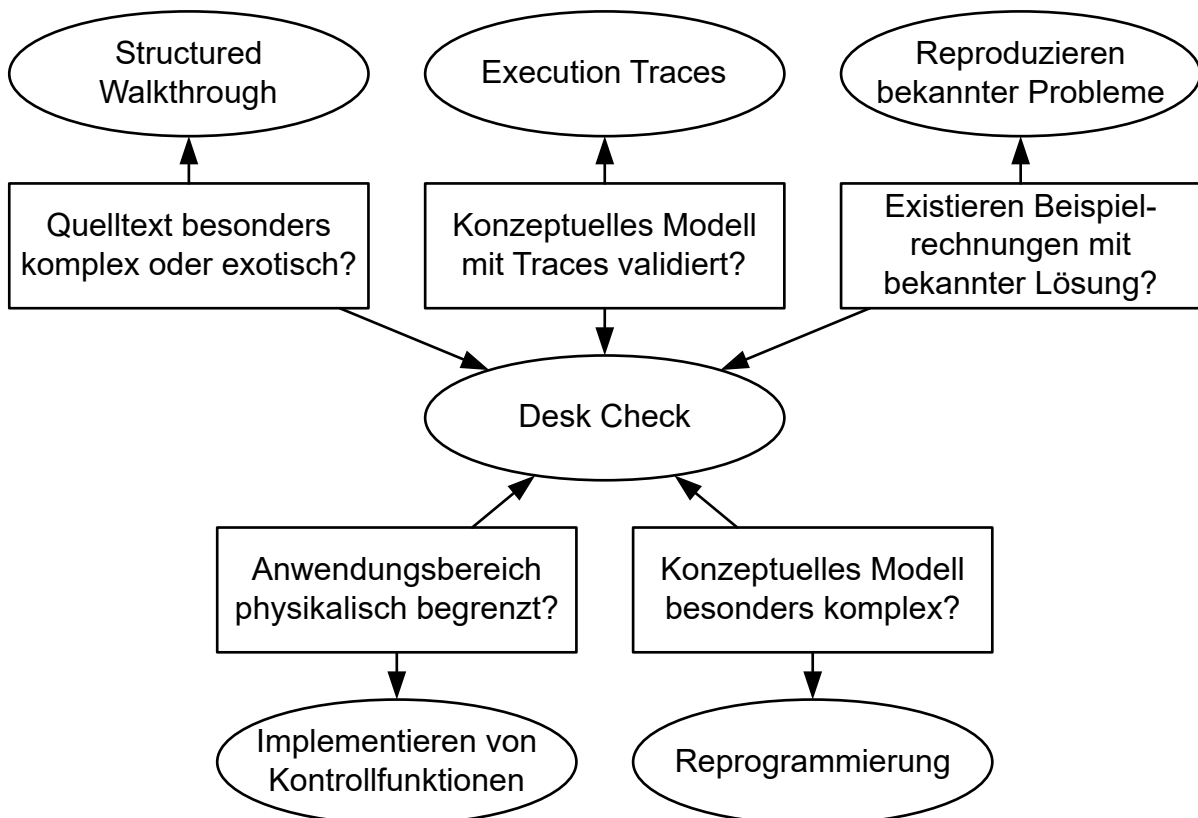 Structured
Walkthrough
Execution Traces
Reproduzieren
bekannter Probleme
Quelltext besonders
komplex oder exotisch?
Konzeptuelles Modell
mit Traces validiert?
Existieren Beispiel-
rechnungen mit
bekannter Lösung?
Desk Check
Anwendungsbereich
physikalisch begrenzt?
Konzeptuelles Modell
besonders komplex?
Implementieren von
Kontrollfunktionen
Reprogrammierung